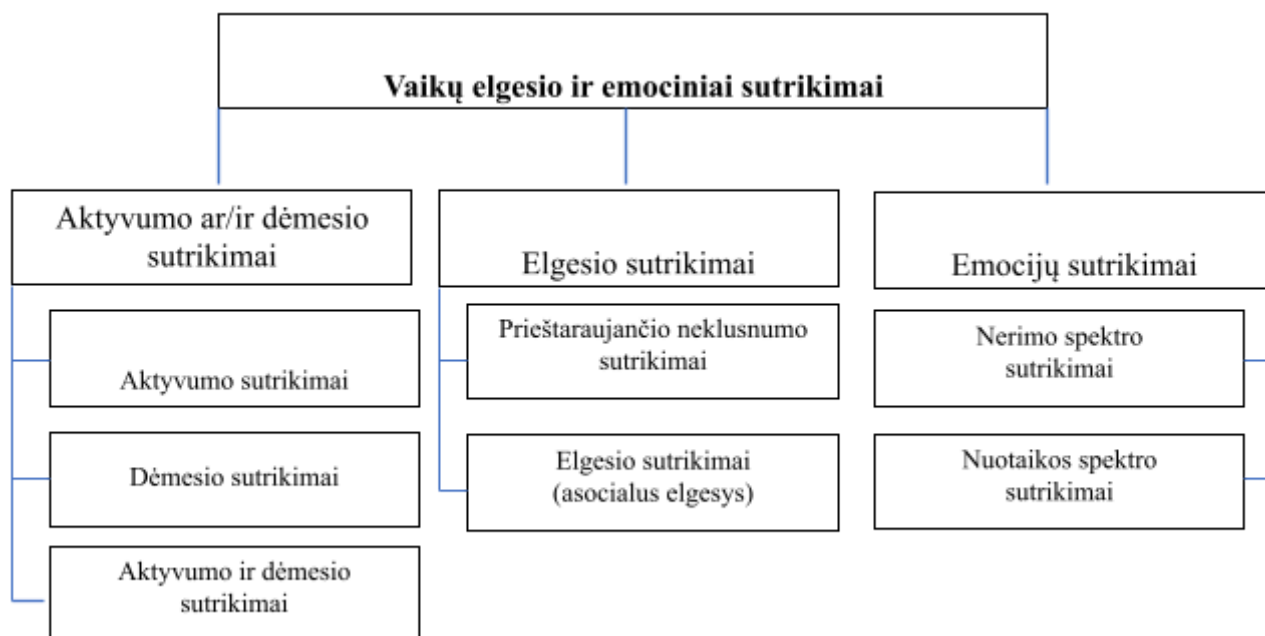 Vaikų elgesio ir emociniai sutrikimai
Aktyvumo ar/ir dėmesio
sutrikimai
Aktyvumo sutrikimai
Dėmesio sutrikimai
Aktyvumo ir dėmesio
sutrikimai
Elgesio sutrikimai
Prieštaraujančio neklusnumo
sutrikimai
Elgesio sutrikimai
(asocialus elgesys)
Emocijų sutrikimai
Nerimo spektro
sutrikimai
Nuotaikos spektro
sutrikimai